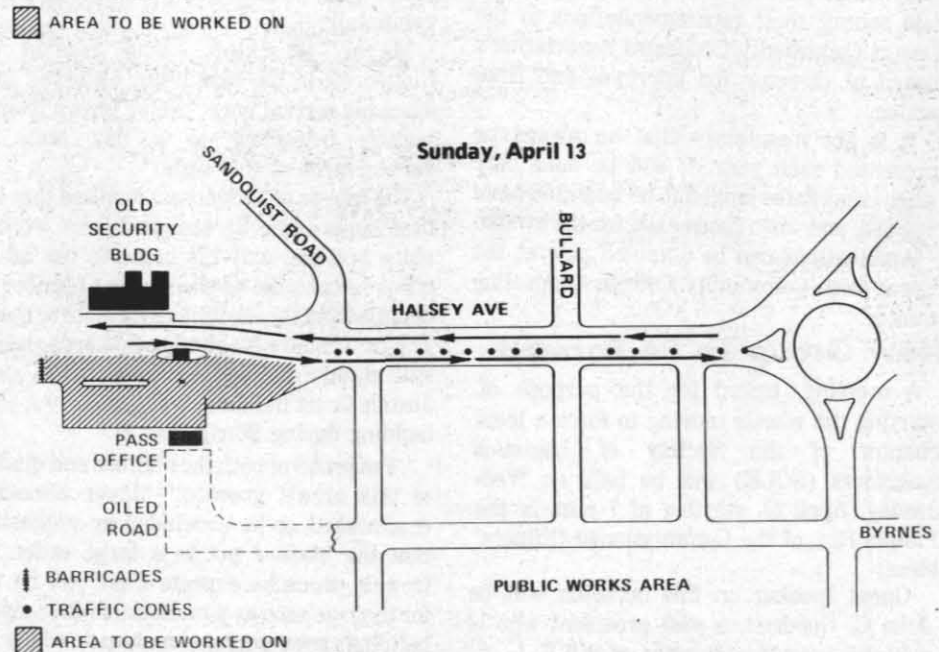 AREA TO BE WORKED ON
Sunday, April 13
SANDQUIST ROAD
OLD
SECURITY
BLDG
BULLARD
HALSEY AVE
PASS
OFFICE
OILED
ROAD
BYRNES
BARRICADES
PUBLIC WORKS AREA
TRAFFIC CONES
AREA TO BE WORKED ON